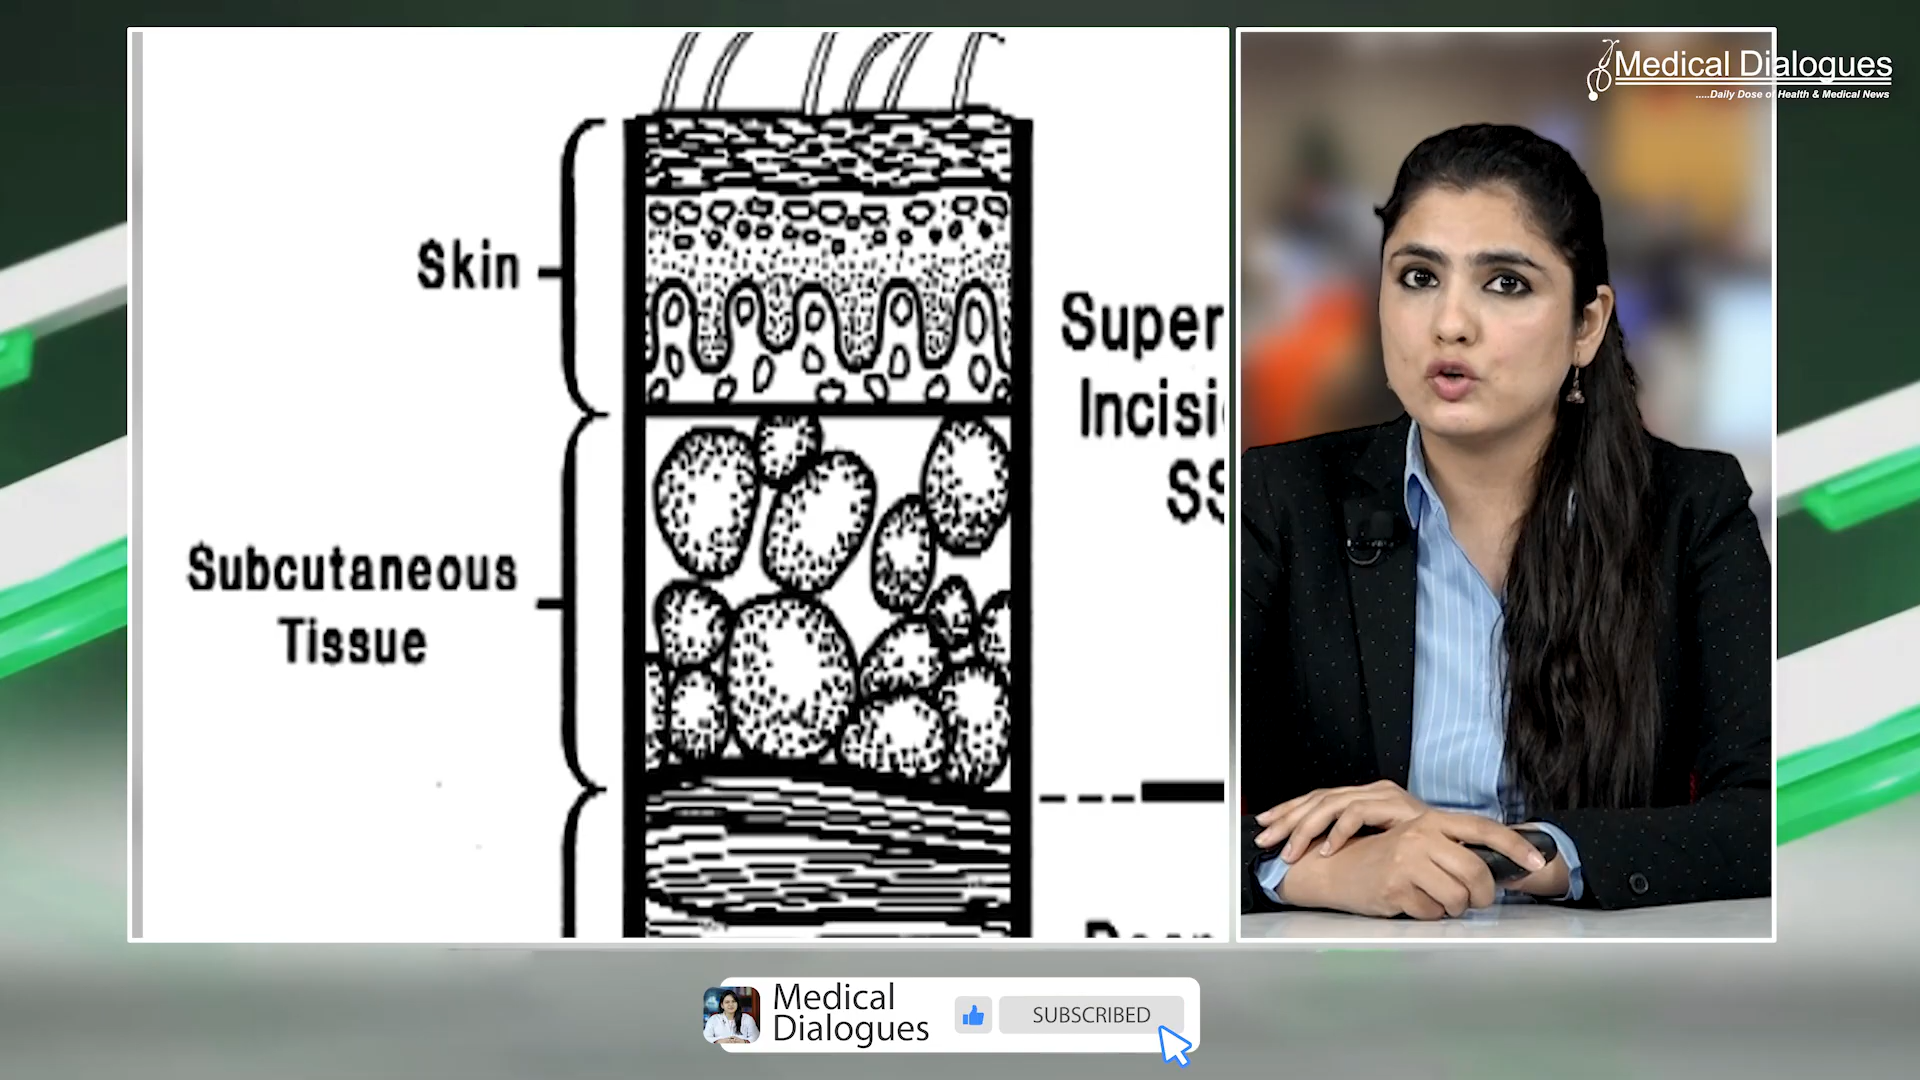 Medical Dialogues
.....Daily Dose of Health & Medical News
Skin
Super
Incisi
SS
Subcutaneous
Tissue
Medical
Dialogues
SUBSCRIBED